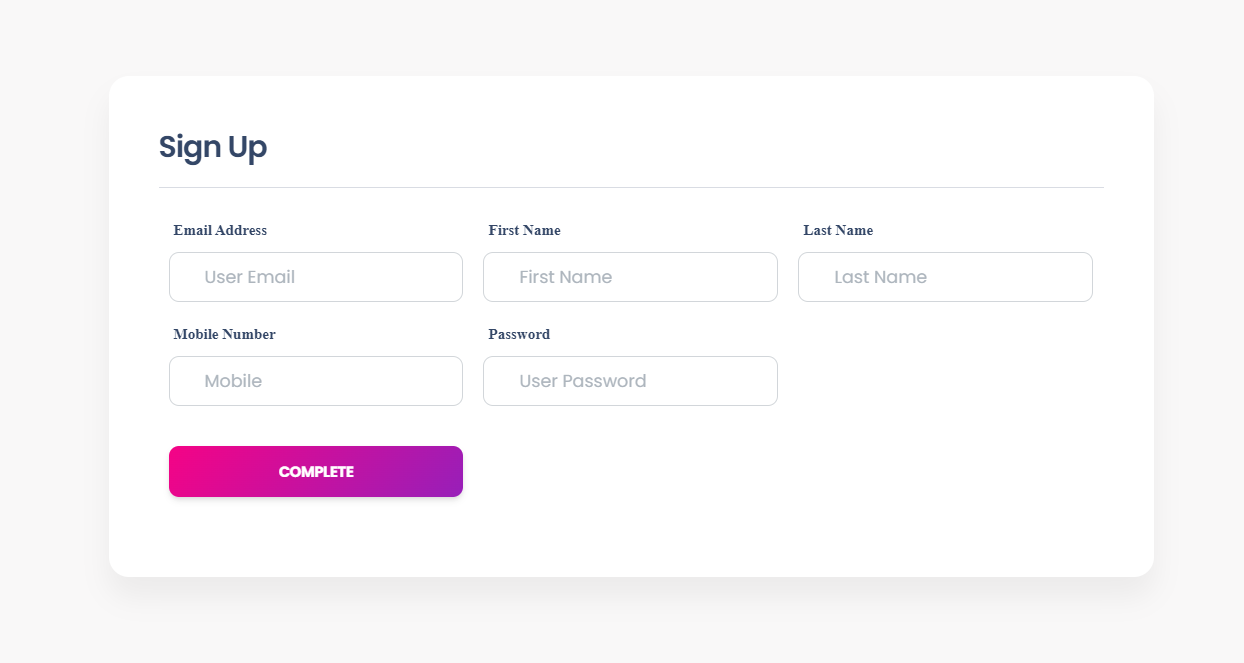 Sign Up
Email Address First Name Last Name
User Email First Name Last Name
Mobile Number Password
Mobile User Password
COMPLETE